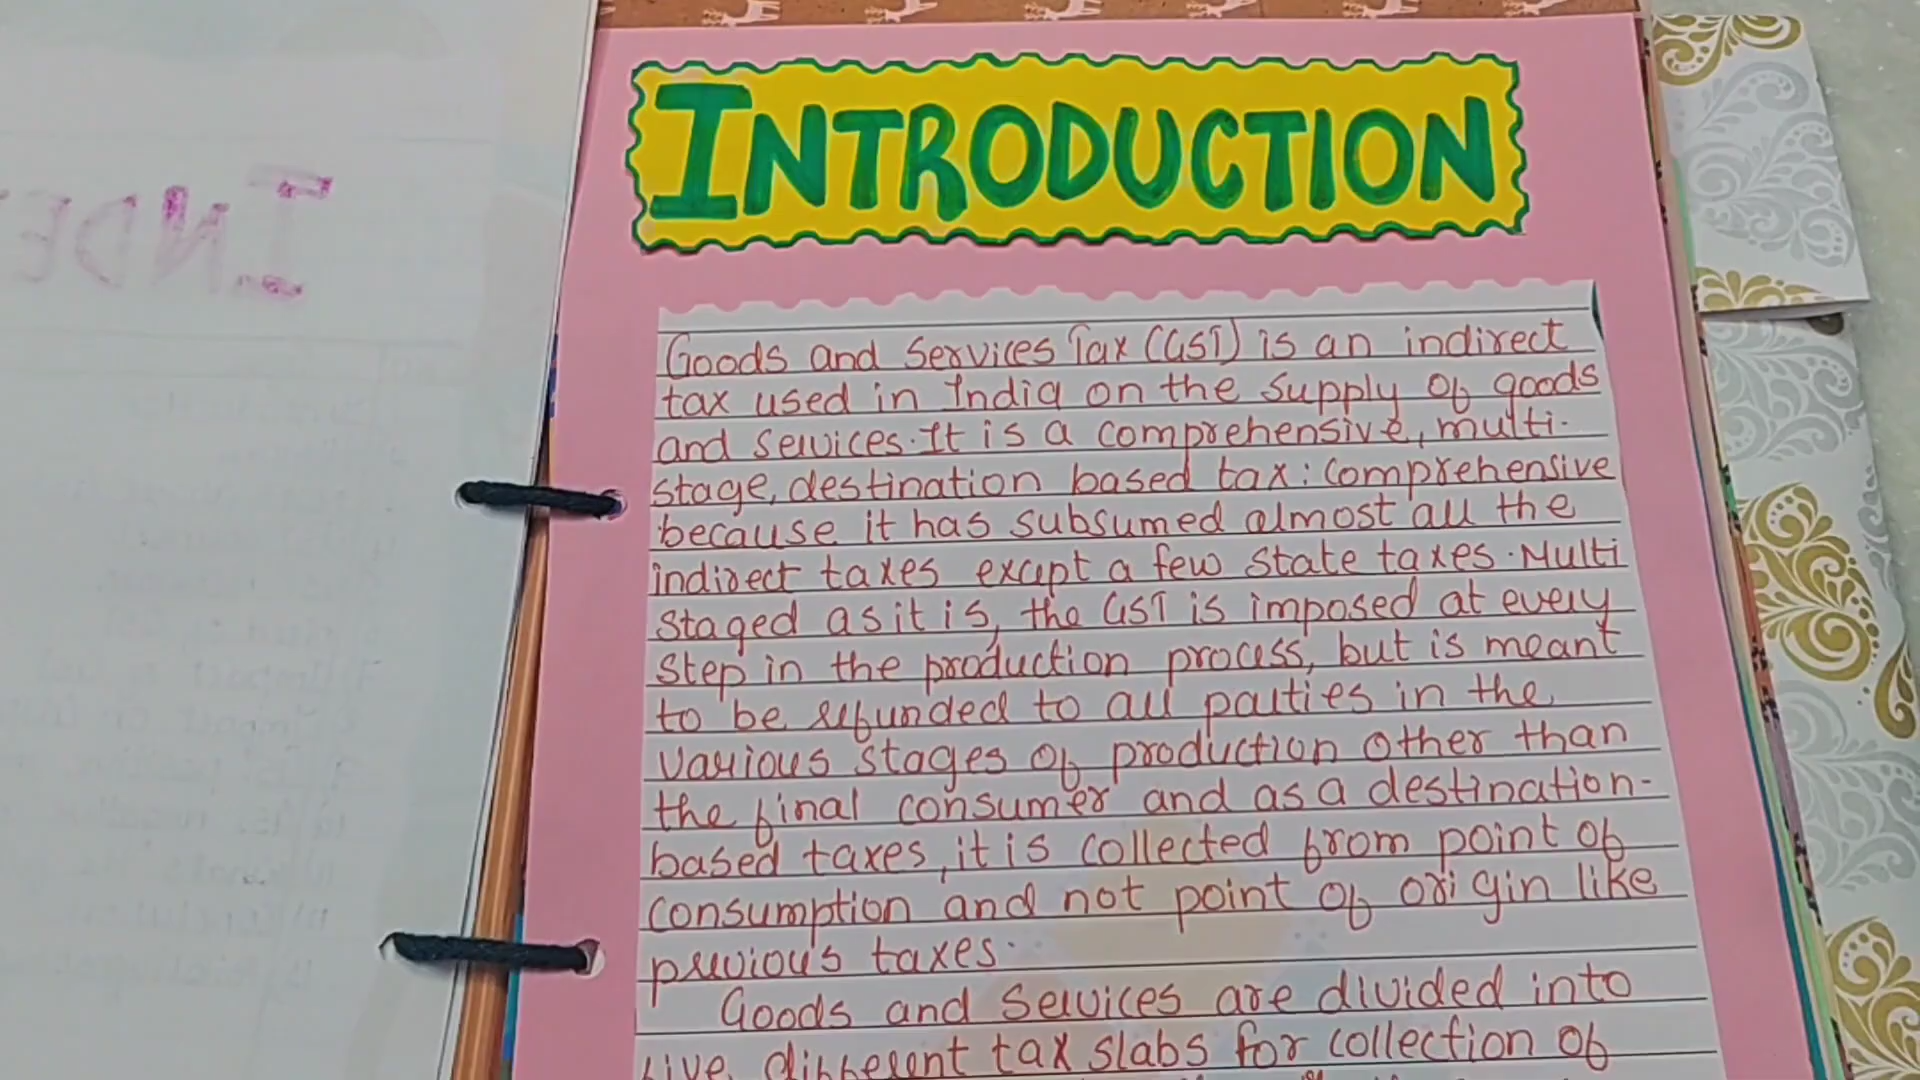 INTRODUCTION
Goods and Services Tax (GST) is an indirect
tax used in India on the supply of goods
and services. It is a comprehensive, multi-
stage, destination based tax: comprehensive
because it has subsumed almost all the
indirect taxes except a few state taxes. Multi
staged as it is, the GST is imposed at every
step in the production process, but is meant
to be refunded to all parties in the
various stages of production other than
the final consumer and as a destination-
based taxes, it is collected from point of
consumption and not point of origin like
previous taxes.
Goods and services are divided into
five different tax slabs for collection of